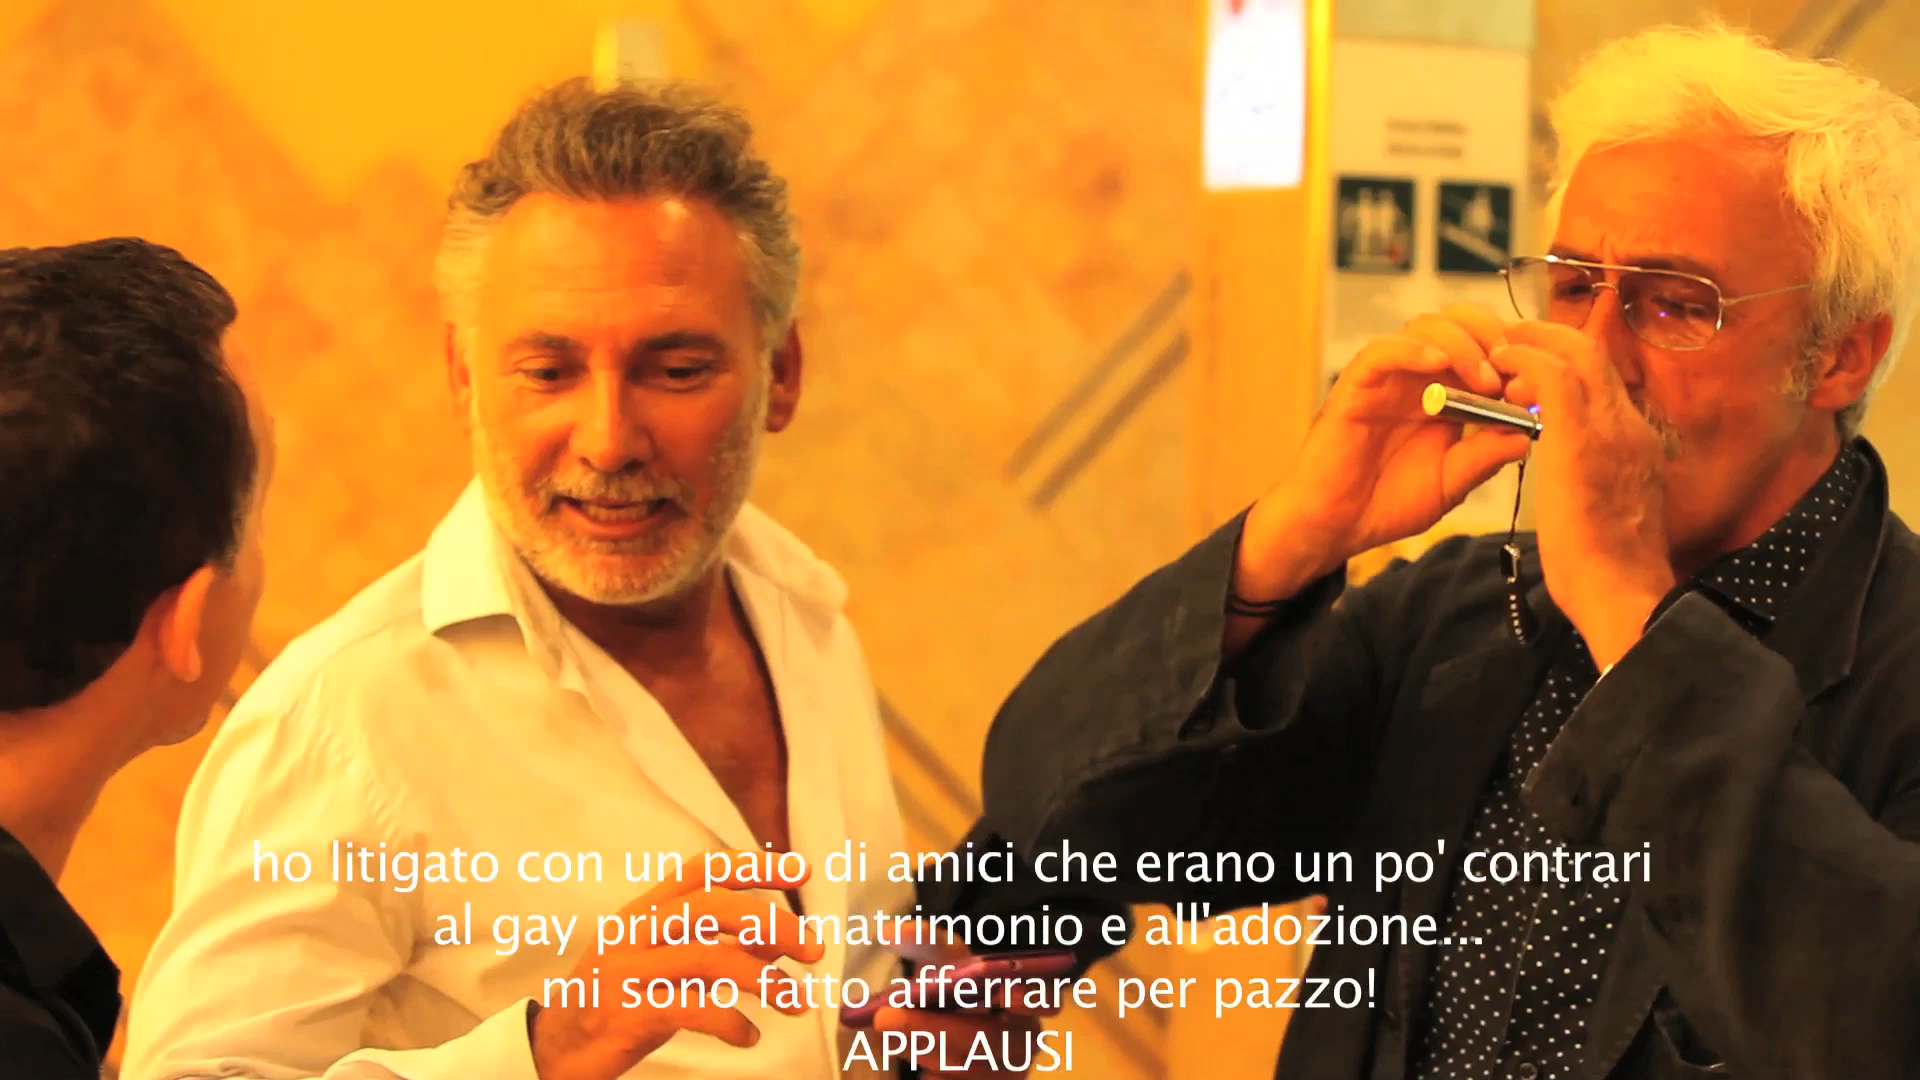 ho litigato con un paio di amici che erano un po' contrari
al gay pride al matrimonio e all'adozione...
mi sono fatto afferrare per pazzo!
APPLAUSI